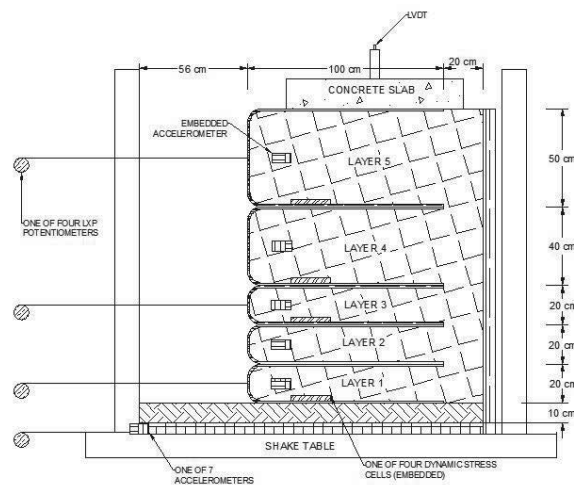 LVDT
56 cm
100 cm
20 cm
CONCRETE SLAB
EMBEDDED
ACCELEROMETER
LAYER 5
50 cm
ONE OF FOUR LXP
POTENTIOMETERS
LAYER 4
40 cm
LAYER 3
20 cm
LAYER 2
20 cm
LAYER 1
20 cm
10 cm
SHAKE TABLE
ONE OF 7
ACCELEROMETERS
ONE OF FOUR DYNAMIC STRESS
CELLS (EMBEDDED)